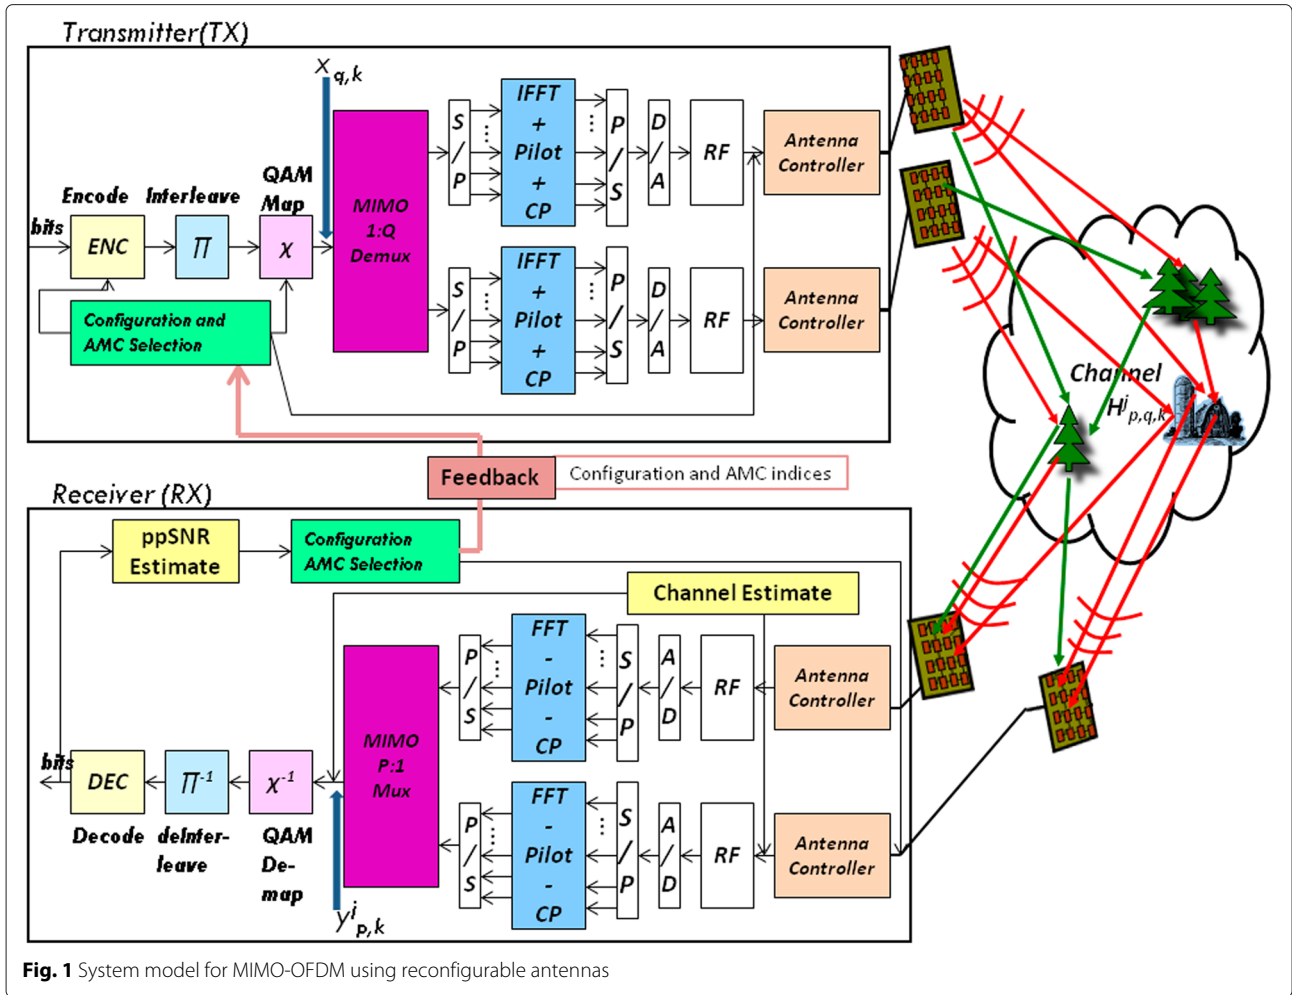 Transmitter(TX)
x q,k
Encode
Interleave
QAM
Map
bits
ENC
Π
χ
MIMO
1:Q
Demux
S
/
P
IFFT
+
Pilot
+
CP
P
/
S
D
/
A
RF
Antenna
Controller
S
/
P
IFFT
+
Pilot
+
CP
P
/
S
D
/
A
RF
Antenna
Controller
Configuration and
AMC Selection
Channel
H^j_p,q,k
Feedback
Configuration and AMC indices
Receiver (RX)
ppSNR
Estimate
Configuration
AMC Selection
Channel Estimate
MIMO
P:1
Mux
P
/
S
FFT
-
Pilot
-
CP
S
/
P
A
/
D
RF
Antenna
Controller
P
/
S
FFT
-
Pilot
-
CP
S
/
P
A
/
D
RF
Antenna
Controller
bits
DEC
Π^-1
χ^-1
Decode
deInfer-
leave
QAM
De-
map
y^j_p,k
Fig. 1 System model for MIMO-OFDM using reconfigurable antennas